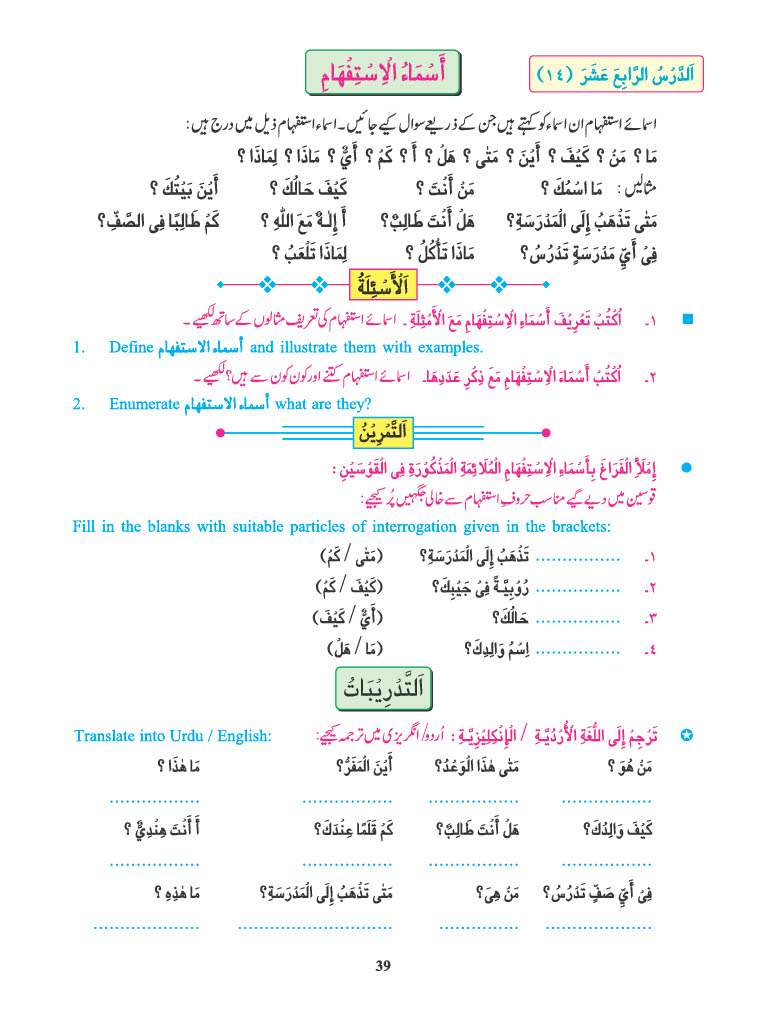 اَلدَّرْسُ الرَّابِعَ عَشَرَ (١٤)
أَسْمَاءُ الْاِسْتِفْهَامِ
اسمائے استفہام ان اسماء کو کہتے ہیں جن کے ذریعے سوال کیے جائیں۔ اسماء استفہام ذیل میں درج ہیں:
مَا ؟ مَنْ ؟ كَيْفَ ؟ أَيْنَ ؟ مَتٰى ؟ هَلْ ؟ أَ ؟ كَمْ ؟ أَيٌّ ؟ مَاذَا ؟ لِمَاذَا ؟
مثالیں: مَا اسْمُكَ ؟ مَنْ أَنْتَ ؟ كَيْفَ حَالُكَ ؟ أَيْنَ بَيْتُكَ ؟
مَتٰى تَذْهَبُ إِلَى الْمَدْرَسَةِ؟ هَلْ أَنْتَ طَالِبٌ؟ أَ إِلٰهٌ مَعَ اللّٰهِ ؟ كَمْ طَالِبًا فِى الصَّفِّ؟
فِىْ أَيِّ مَدْرَسَةٍ تَدْرُسُ؟ مَاذَا تَأْكُلُ ؟ لِمَاذَا تَلْعَبُ ؟
اَلْأَسْئِلَةُ
١۔ اُكْتُبْ تَعْرِيْفَ أَسْمَاءِ الْاِسْتِفْهَامِ مَعَ الْأَمْثِلَةِ۔ اسمائے استفہام کی تعریف مثالوں کے ساتھ لکھیے۔
1. Define أسماء الاستفهام and illustrate them with examples.
٢۔ اُكْتُبْ أَسْمَاءَ الْاِسْتِفْهَامِ مَعَ ذِكْرِ عَدَدِهَا۔ اسمائے استفہام کتنے اور کون کون سے ہیں؟ لکھیے۔
2. Enumerate أسماء الاستفهام what are they?
اَلتَّمْرِيْنُ
إِمْلَأِ الْفَرَاغَ بِأَسْمَاءِ الْاِسْتِفْهَامِ الْمُلَائِمَةِ الْمَذْكُوْرَةِ فِى الْقَوْسَيْنِ:
قوسین میں دیے گیے مناسب حروفِ استفہام سے خالی جگہیں پُر کیجیے:
Fill in the blanks with suitable particles of interrogation given in the brackets:
١۔ ................ تَذْهَبُ إِلَى الْمَدْرَسَةِ؟ (مَتٰى / كَمْ)
٢۔ ................ رُوْبِيَّةً فِىْ جَيْبِكَ؟ (كَيْفَ / كَمْ)
٣۔ ................ حَالُكَ؟ (أَيٌّ / كَيْفَ)
٤۔ ................ اِسْمُ وَالِدِكَ؟ (مَا / هَلْ)
اَلتَّدْرِيْبَاتُ
تَرْجِمْ إِلَى اللُّغَةِ الْأُرْدِيَّةِ / الْإِنْكِلِيْزِيَّةِ: اُردو/ انگریزی میں ترجمہ کیجیے: Translate into Urdu / English:
مَنْ هُوَ ؟ مَتٰى هٰذَا الْوَعْدُ؟ أَيْنَ الْمَفَرُّ؟ مَا هٰذَا ؟
................. ................. ................. .................
كَيْفَ وَالِدُكَ؟ هَلْ أَنْتَ طَالِبٌ؟ كَمْ قَلَمًا عِنْدَكَ؟ أَ أَنْتَ هِنْدِيٌّ ؟
................. ................. ................. .................
فِىْ أَيِّ صَفٍّ تَدْرُسُ؟ مَنْ هِىَ؟ مَتٰى تَذْهَبُ إِلَى الْمَدْرَسَةِ؟ مَا هٰذِهِ ؟
.................... ............... ............................. ....................
39